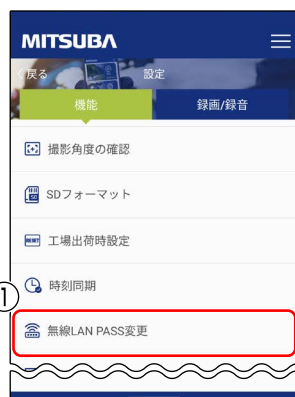 MITSUBA
戻る 設定
機能 録画/録音
撮影角度の確認
SDフォーマット
RESET 工場出荷時設定
時刻同期
①
無線LAN PASS変更